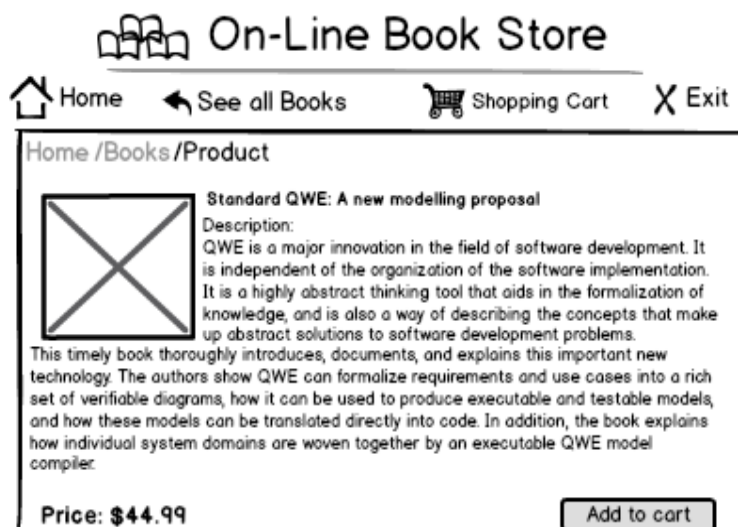 On-Line Book Store
Home See all Books Shopping Cart X Exit
Home /Books/Product
Standard QWE: A new modelling proposal
Description:
QWE is a major innovation in the field of software development. It
is independent of the organization of the software implementation.
It is a highly abstract thinking tool that aids in the formalization of
knowledge, and is also a way of describing the concepts that make
up abstract solutions to software development problems.
This timely book thoroughly introduces, documents, and explains this important new
technology. The authors show QWE can formalize requirements and use cases into a rich
set of verifiable diagrams, how it can be used to produce executable and testable models,
and how these models can be translated directly into code. In addition, the book explains
how individual system domains are woven together by an executable QWE model
compiler.
Price: $44.99 Add to cart